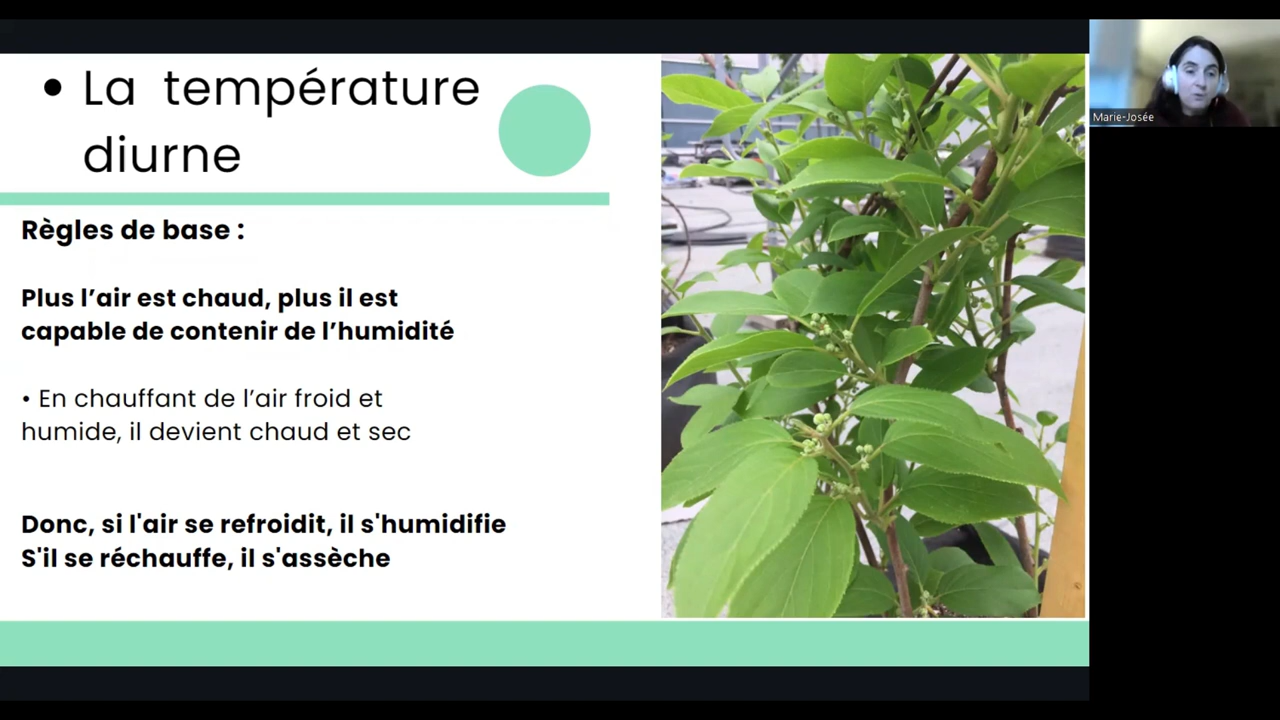 • La température
diurne
Règles de base :
Plus l’air est chaud, plus il est
capable de contenir de l’humidité
• En chauffant de l’air froid et
humide, il devient chaud et sec
Donc, si l'air se refroidit, il s'humidifie
S'il se réchauffe, il s'assèche
Marie-Josée